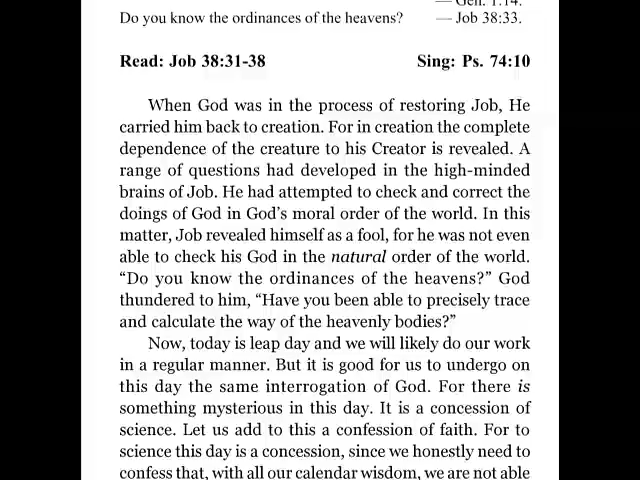 — Gen. 1:14.
Do you know the ordinances of the heavens? — Job 38:33.
Read: Job 38:31-38 Sing: Ps. 74:10
When God was in the process of restoring Job, He
carried him back to creation. For in creation the complete
dependence of the creature to his Creator is revealed. A
range of questions had developed in the high-minded
brains of Job. He had attempted to check and correct the
doings of God in God’s moral order of the world. In this
matter, Job revealed himself as a fool, for he was not even
able to check his God in the natural order of the world.
“Do you know the ordinances of the heavens?” God
thundered to him, “Have you been able to precisely trace
and calculate the way of the heavenly bodies?”
Now, today is leap day and we will likely do our work
in a regular manner. But it is good for us to undergo on
this day the same interrogation of God. For there is
something mysterious in this day. It is a concession of
science. Let us add to this a confession of faith. For to
science this day is a concession, since we honestly need to
confess that, with all our calendar wisdom, we are not able